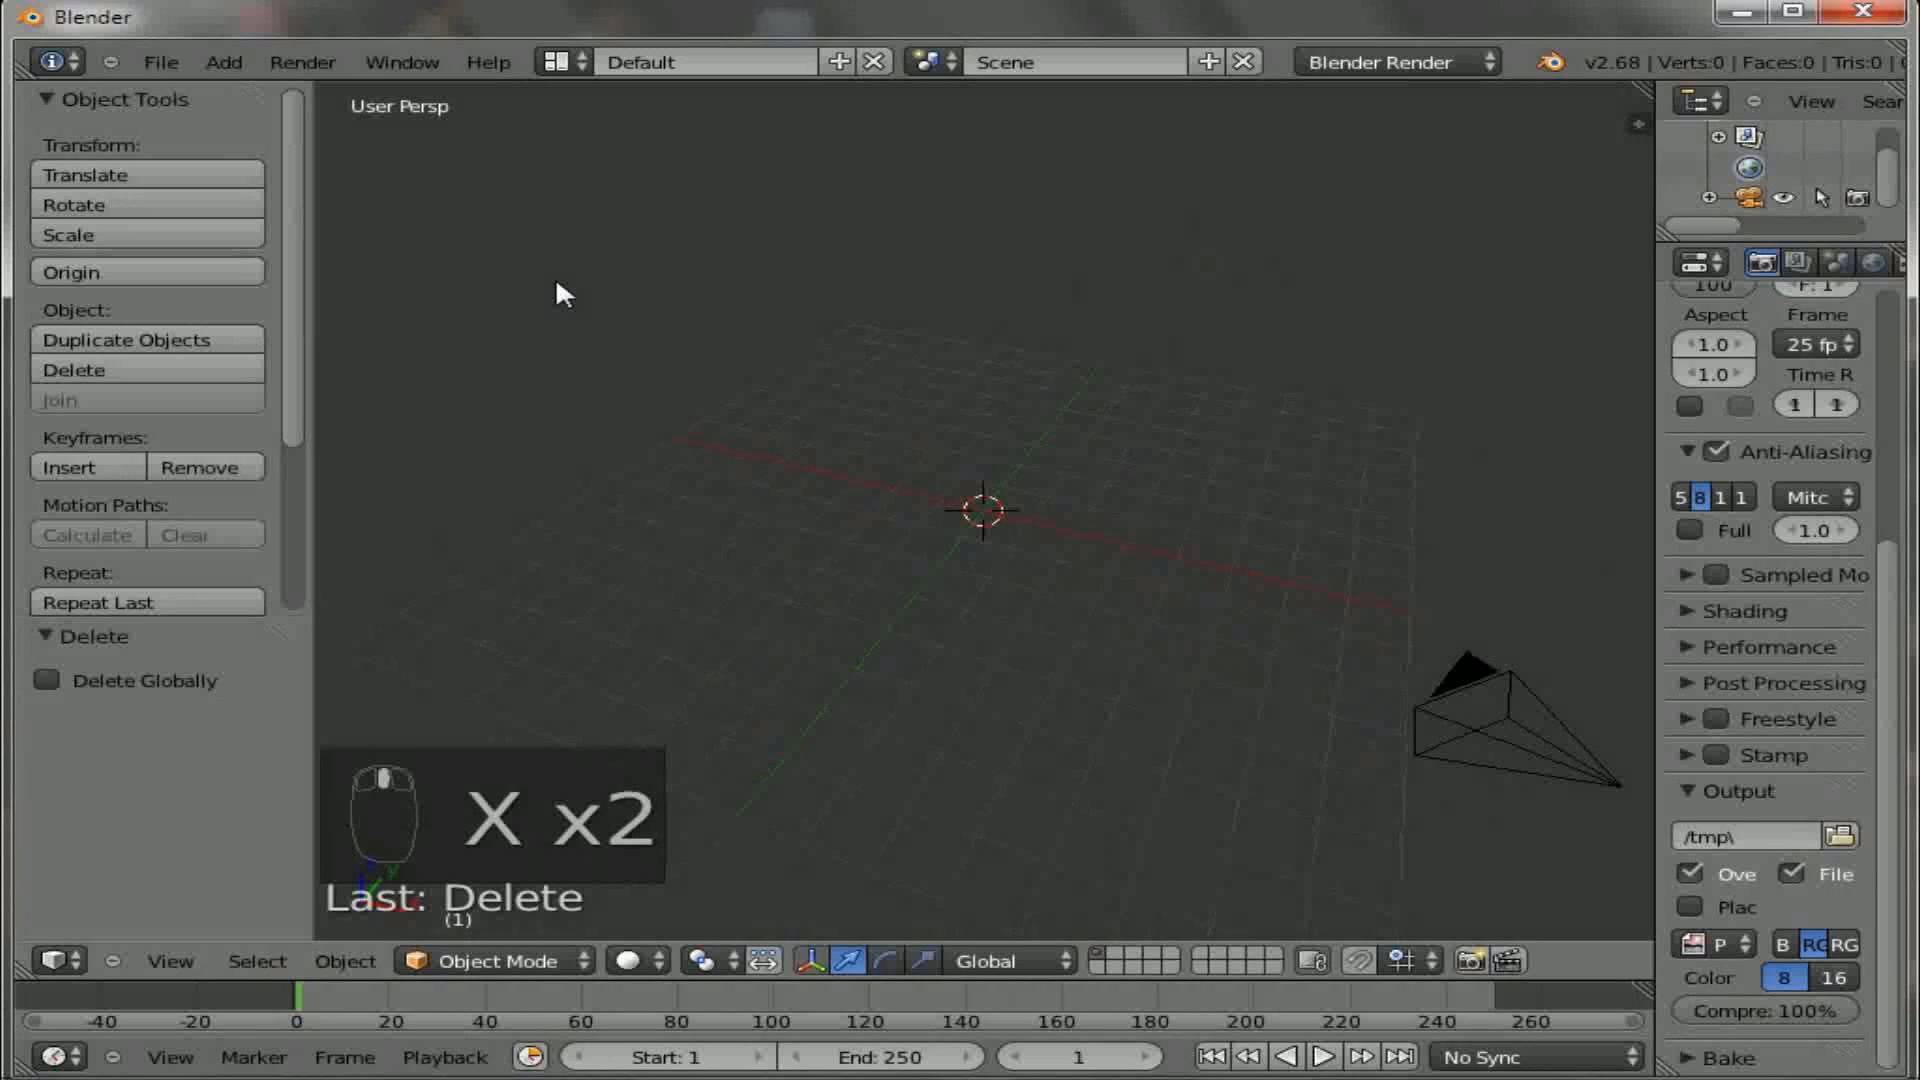 Blender
File Add Render Window Help Default Scene Blender Render v2.68 | Verts:0 | Faces:0 | Tris:0 |
Object Tools
User Persp
View Sear
Transform:
Translate
Rotate
Scale
Origin
Object:
Duplicate Objects
Delete
Join
Keyframes:
Insert Remove
Motion Paths:
Calculate Clear
Repeat:
Repeat Last
Delete
Delete Globally
X x2
Last: Delete
(1)
100 F: 1
Aspect Frame
1.0 25 fp
1.0 Time R
1 1
Anti-Aliasing
5 8 1 1 Mitc
Full 1.0
Sampled Mo
Shading
Performance
Post Processing
Freestyle
Stamp
Output
/tmp\
Ove File
Plac
P B RG RG
Color 8 16
Compre: 100%
Bake
View Select Object Object Mode Global
-40 -20 0 20 40 60 80 100 120 140 160 180 200 220 240 260
View Marker Frame Playback Start: 1 End: 250 1 No Sync